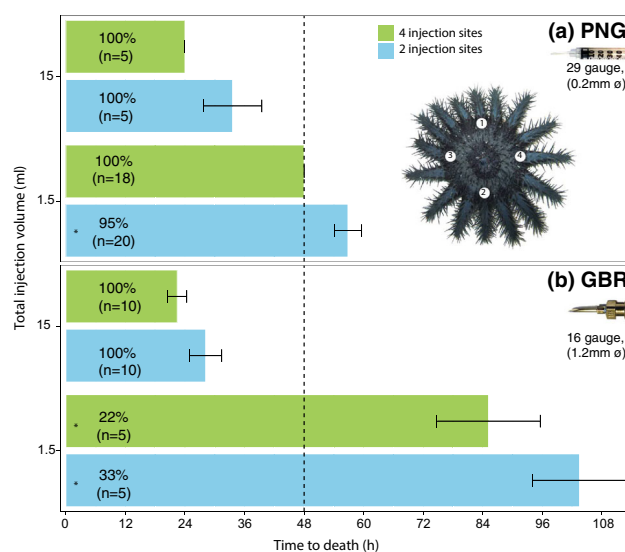 4 injection sites
2 injection sites
(a) PNG
29 gauge,
(0.2mm ø)
100%
(n=5)
15
100%
(n=5)
100%
(n=18)
1.5
95%
* (n=20)
1
3
4
2
Total injection volume (ml)
(b) GBR
16 gauge,
(1.2mm ø)
100%
(n=10)
15
100%
(n=10)
22%
* (n=5)
1.5
33%
* (n=5)
0 12 24 36 48 60 72 84 96 108
Time to death (h)